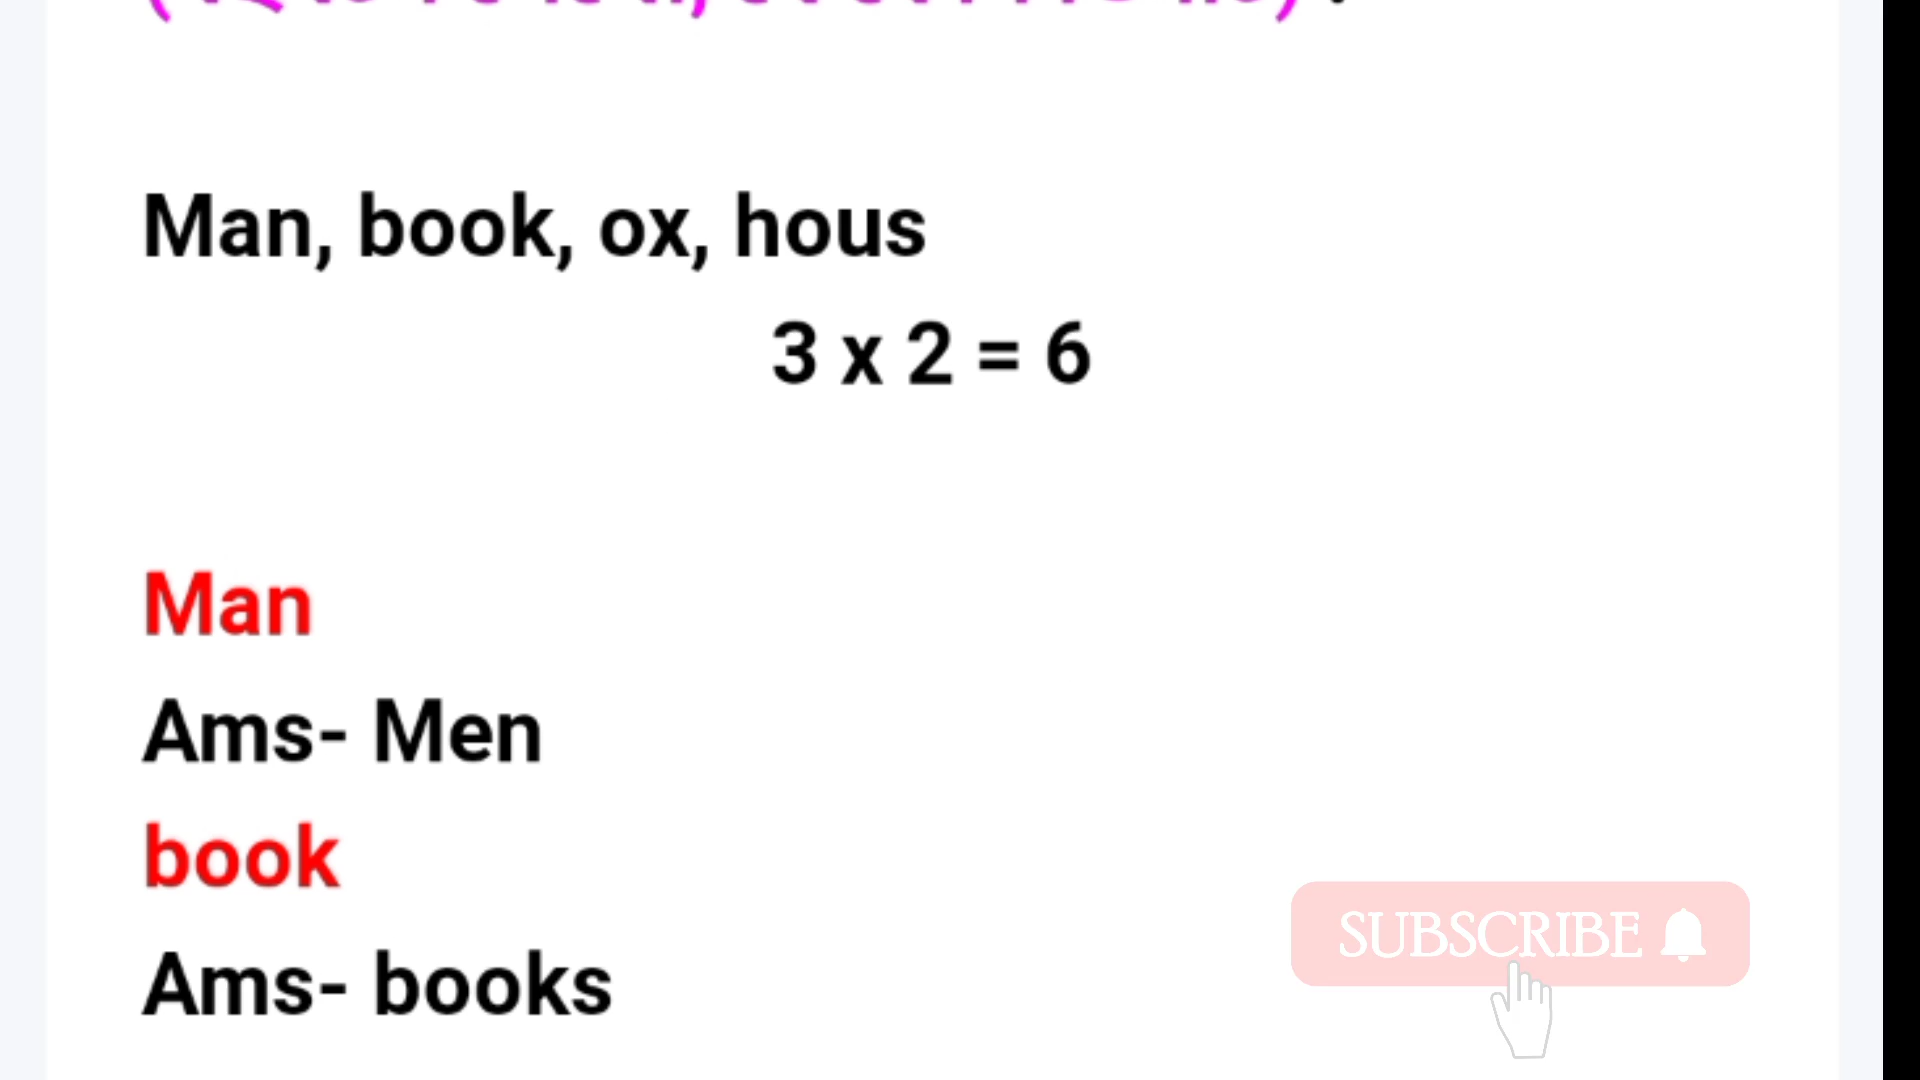 Man, book, ox, hous
3 x 2 = 6
Man
Ams- Men
book
Ams- books
SUBSCRIBE